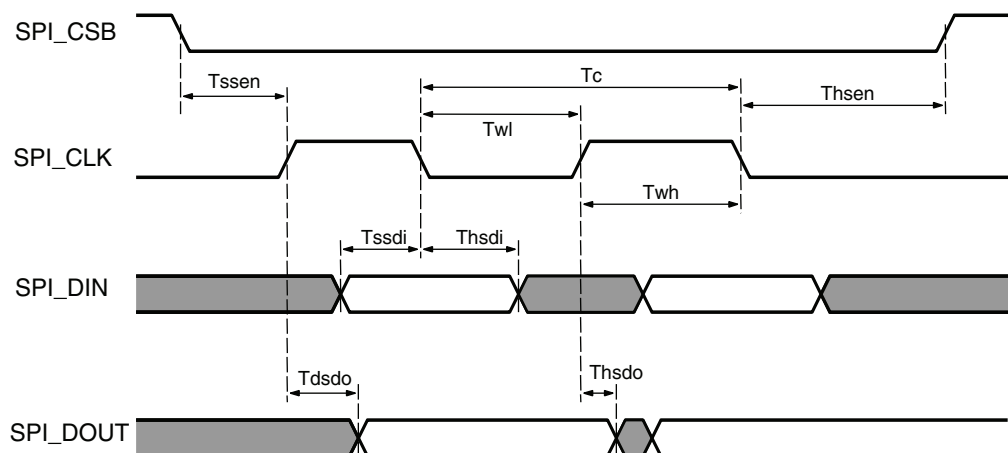 SPI_CSB
Tssen
Tc
Thsen
Twl
SPI_CLK
Twh
Tssdi
Thsdi
SPI_DIN
Tdsdo
Thsdo
SPI_DOUT